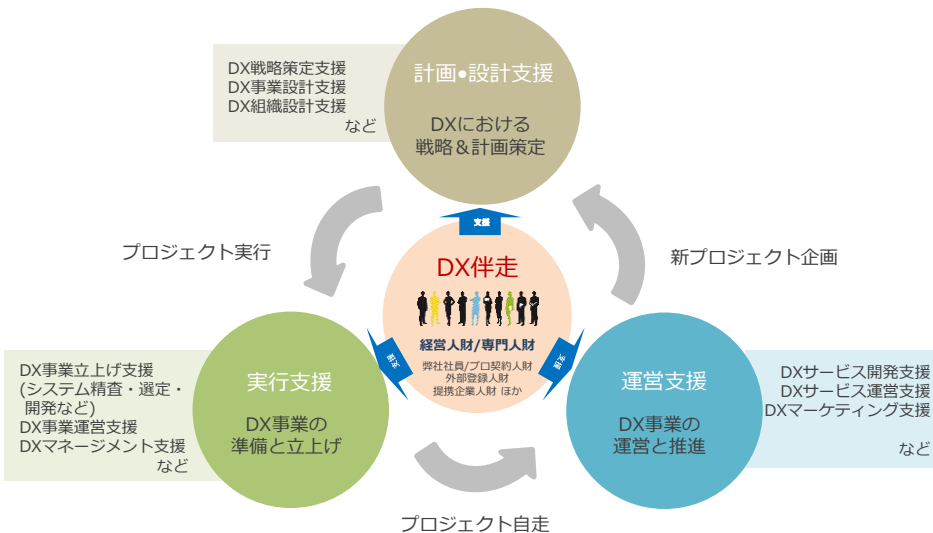 計画•設計支援
DXにおける
戦略＆計画策定
DX戦略策定支援
DX事業設計支援
DX組織設計支援
など
プロジェクト実行
新プロジェクト企画
支援
DX伴走
経営人財/専門人財
弊社社員/プロ契約人財
外部登録人財
提携企業人財 ほか
支援
支援
実行支援
DX事業の
準備と立上げ
DX事業立上げ支援
(システム精査・選定・
開発など)
DX事業運営支援
DXマネージメント支援
など
運営支援
DX事業の
運営と推進
DXサービス開発支援
DXサービス運営支援
DXマーケティング支援
など
プロジェクト自走